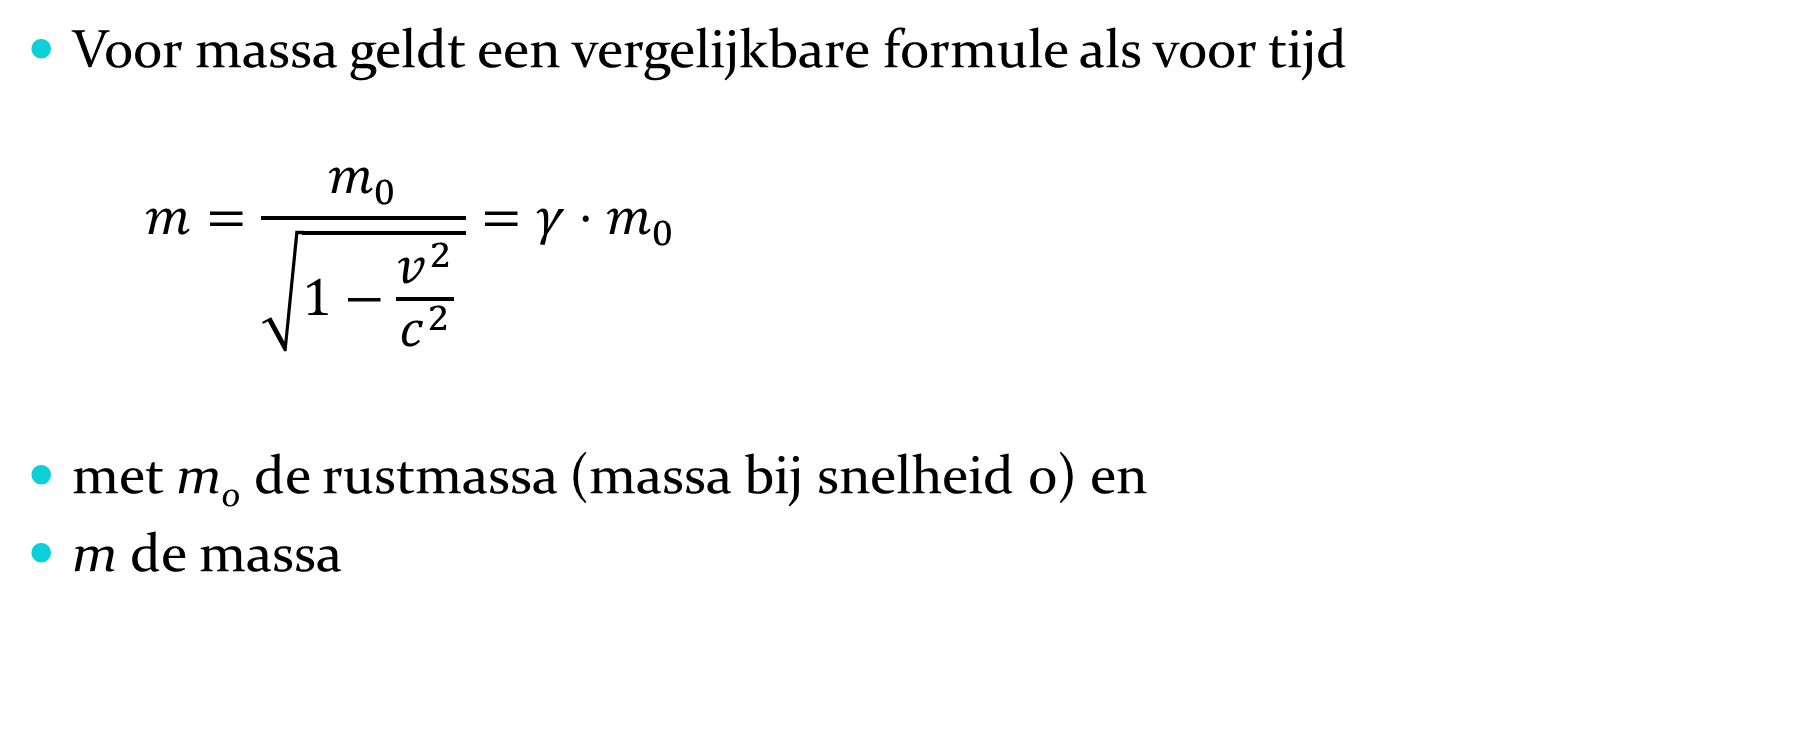 • Voor massa geldt een vergelijkbare formule als voor tijd
m = m₀ / √(1 − v²/c²) = γ · m₀
• met m₀ de rustmassa (massa bij snelheid 0) en
• m de massa